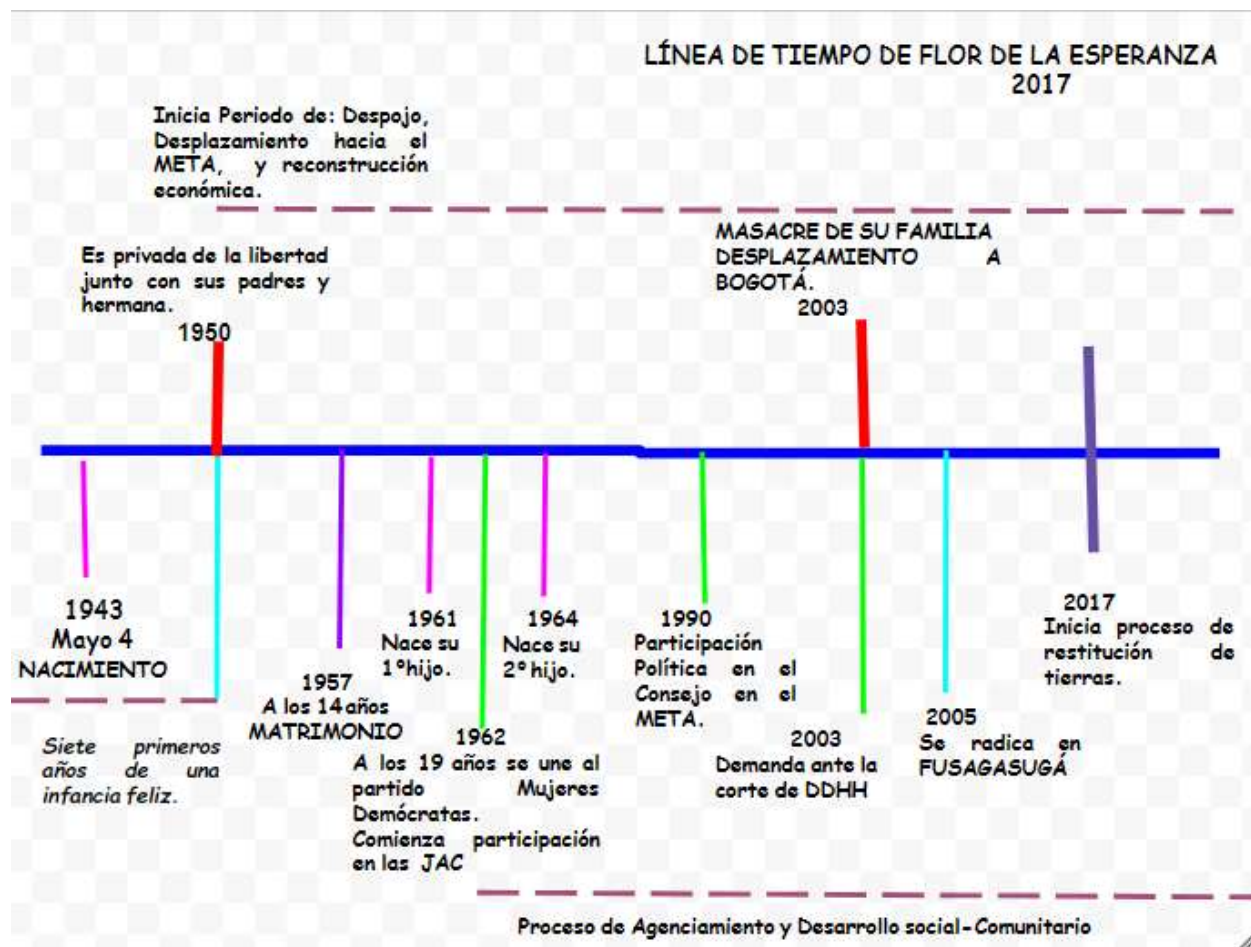 LÍNEA DE TIEMPO DE FLOR DE LA ESPERANZA
2017
Inicia Periodo de: Despojo,
Desplazamiento hacia el
META, y reconstrucción
económica.
Es privada de la libertad
junto con sus padres y
hermana.
1950
MASACRE DE SU FAMILIA
DESPLAZAMIENTO A
BOGOTÁ.
2003
1943
Mayo 4
NACIMIENTO
Siete primeros
años de una
infancia feliz.
1957
A los 14 años
MATRIMONIO
1961
Nace su
1º hijo.
1962
A los 19 años se une al
partido Mujeres
Demócratas.
Comienza participación
en las JAC
1964
Nace su
2º hijo.
1990
Participación
Política en el
Consejo en el
META.
2003
Demanda ante la
corte de DDHH
2005
Se radica en
FUSAGASUGÁ
2017
Inicia proceso de
restitución de
tierras.
Proceso de Agenciamiento y Desarrollo social-Comunitario